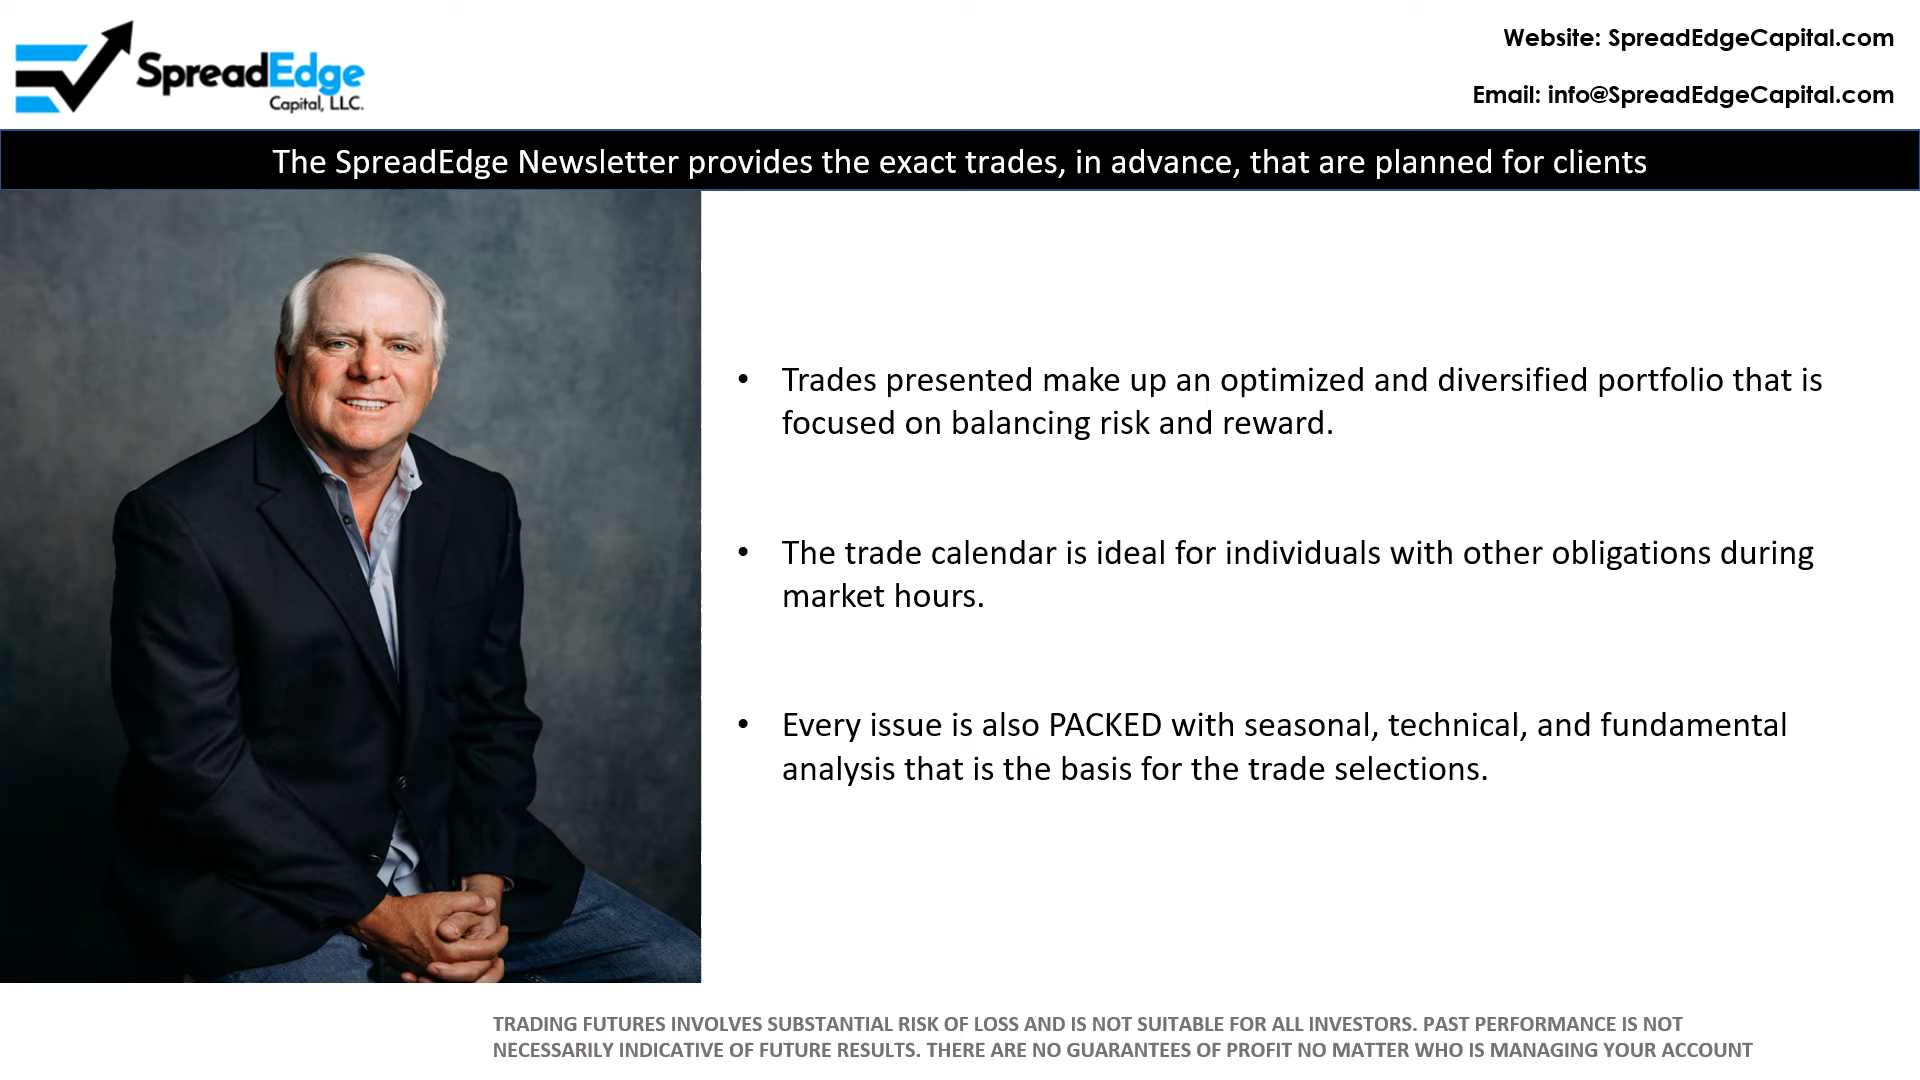 SpreadEdge
Capital, LLC.
Website: SpreadEdgeCapital.com
Email: info@SpreadEdgeCapital.com
The SpreadEdge Newsletter provides the exact trades, in advance, that are planned for clients
• Trades presented make up an optimized and diversified portfolio that is
focused on balancing risk and reward.
• The trade calendar is ideal for individuals with other obligations during
market hours.
• Every issue is also PACKED with seasonal, technical, and fundamental
analysis that is the basis for the trade selections.
TRADING FUTURES INVOLVES SUBSTANTIAL RISK OF LOSS AND IS NOT SUITABLE FOR ALL INVESTORS. PAST PERFORMANCE IS NOT
NECESSARILY INDICATIVE OF FUTURE RESULTS. THERE ARE NO GUARANTEES OF PROFIT NO MATTER WHO IS MANAGING YOUR ACCOUNT